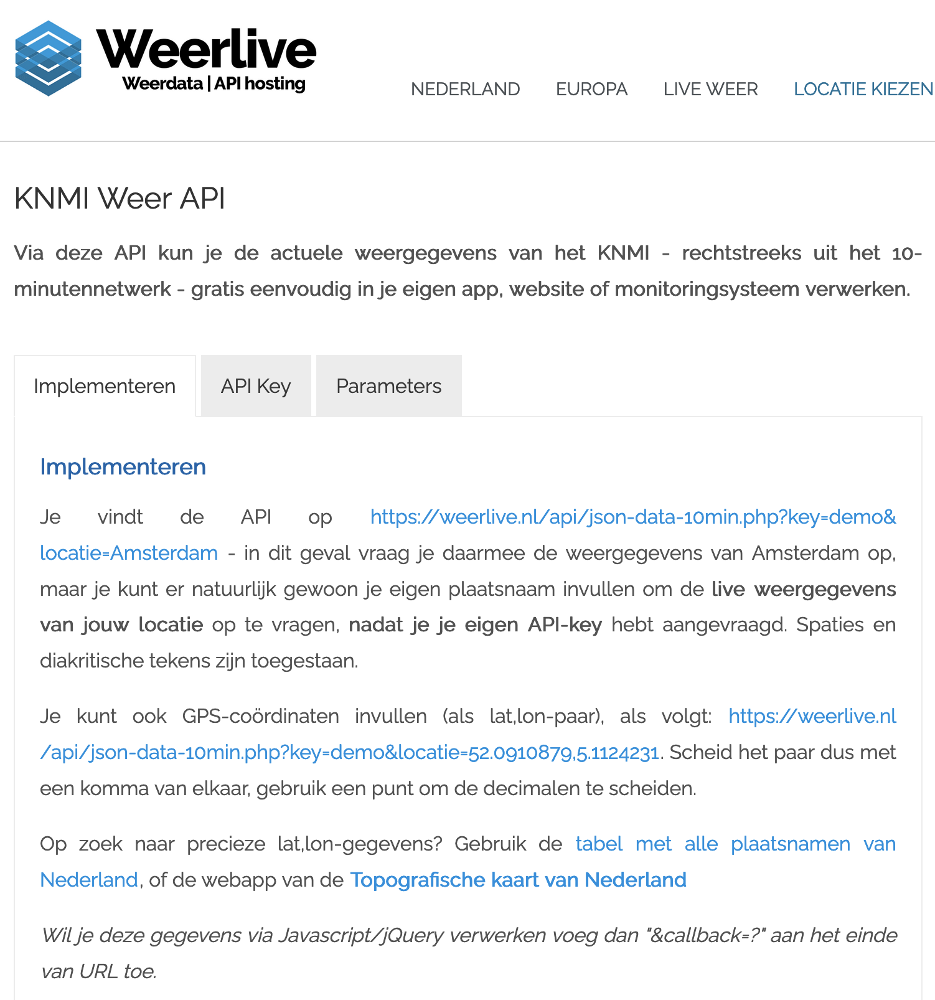 Weerlive
Weerdata | API hosting
NEDERLAND EUROPA LIVE WEER LOCATIE KIEZEN
KNMI Weer API
Via deze API kun je de actuele weergegevens van het KNMI - rechtstreeks uit het 10-
minutennetwerk - gratis eenvoudig in je eigen app, website of monitoringsysteem verwerken.
Implementeren API Key Parameters
Implementeren
Je vindt de API op https://weerlive.nl/api/json-data-10min.php?key=demo&
locatie=Amsterdam - in dit geval vraag je daarmee de weergegevens van Amsterdam op,
maar je kunt er natuurlijk gewoon je eigen plaatsnaam invullen om de live weergegevens
van jouw locatie op te vragen, nadat je je eigen API-key hebt aangevraagd. Spaties en
diakritische tekens zijn toegestaan.
Je kunt ook GPS-coördinaten invullen (als lat,lon-paar), als volgt: https://weerlive.nl
/api/json-data-10min.php?key=demo&locatie=52.0910879,5.1124231. Scheid het paar dus met
een komma van elkaar, gebruik een punt om de decimalen te scheiden.
Op zoek naar precieze lat,lon-gegevens? Gebruik de tabel met alle plaatsnamen van
Nederland, of de webapp van de Topografische kaart van Nederland
Wil je deze gegevens via Javascript/jQuery verwerken voeg dan "&callback=?" aan het einde
van URL toe.